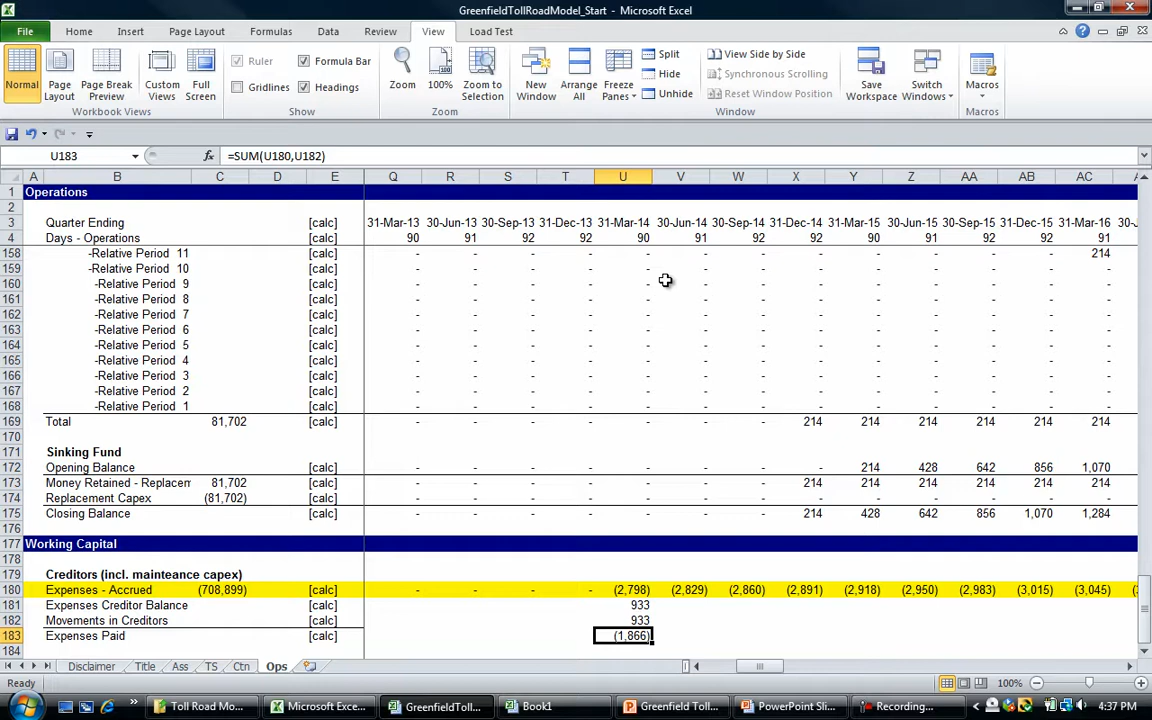 GreenfieldTollRoadModel_Start - Microsoft Excel
File Home Insert Page Layout Formulas Data Review View Load Test
Normal Page Layout Page Break Preview Custom Views Full Screen
Ruler Formula Bar
Gridlines Headings
Zoom 100% Zoom to Selection New Window Arrange All Freeze Panes
Split View Side by Side
Hide Synchronous Scrolling
Unhide Reset Window Position
Save Workspace Switch Windows Macros
Workbook Views Show Zoom Window Macros
U183 fx =SUM(U180,U182)
A B C D E Q R S T U V W X Y Z AA AB AC
1 Operations
2
3 Quarter Ending [calc] 31-Mar-13 30-Jun-13 30-Sep-13 31-Dec-13 31-Mar-14 30-Jun-14 30-Sep-14 31-Dec-14 31-Mar-15 30-Jun-15 30-Sep-15 31-Dec-15 31-Mar-16 30-
4 Days - Operations [calc] 90 91 92 92 90 91 92 92 90 91 92 92 91
158 -Relative Period 11 [calc] - - - - - - - - - - - - 214
159 -Relative Period 10 [calc] - - - - - - - - - - - - -
160 -Relative Period 9 [calc] - - - - - - - - - - - - -
161 -Relative Period 8 [calc] - - - - - - - - - - - - -
162 -Relative Period 7 [calc] - - - - - - - - - - - - -
163 -Relative Period 6 [calc] - - - - - - - - - - - - -
164 -Relative Period 5 [calc] - - - - - - - - - - - - -
165 -Relative Period 4 [calc] - - - - - - - - - - - - -
166 -Relative Period 3 [calc] - - - - - - - - - - - - -
167 -Relative Period 2 [calc] - - - - - - - - - - - - -
168 -Relative Period 1 [calc] - - - - - - - - - - - - -
169 Total 81,702 [calc] - - - - - - - 214 214 214 214 214 214
170
171 Sinking Fund
172 Opening Balance [calc] - - - - - - - - 214 428 642 856 1,070
173 Money Retained - Replacem 81,702 [calc] - - - - - - - 214 214 214 214 214 214
174 Replacement Capex (81,702) [calc] - - - - - - - - - - - - -
175 Closing Balance [calc] - - - - - - - 214 428 642 856 1,070 1,284
176
177 Working Capital
178
179 Creditors (incl. mainteance capex)
180 Expenses - Accrued (708,899) [calc] - - - - (2,798) (2,829) (2,860) (2,891) (2,918) (2,950) (2,983) (3,015) (3,045) (3
181 Expenses Creditor Balance [calc] 933
182 Movements in Creditors [calc] 933
183 Expenses Paid [calc] (1,866)
184
Disclaimer Title Ass TS Ctn Ops
Ready 100%
Toll Road Mo... Microsoft Exce... GreenfieldToll... Book1 Greenfield Toll... PowerPoint Sli... Recording... 4:37 PM